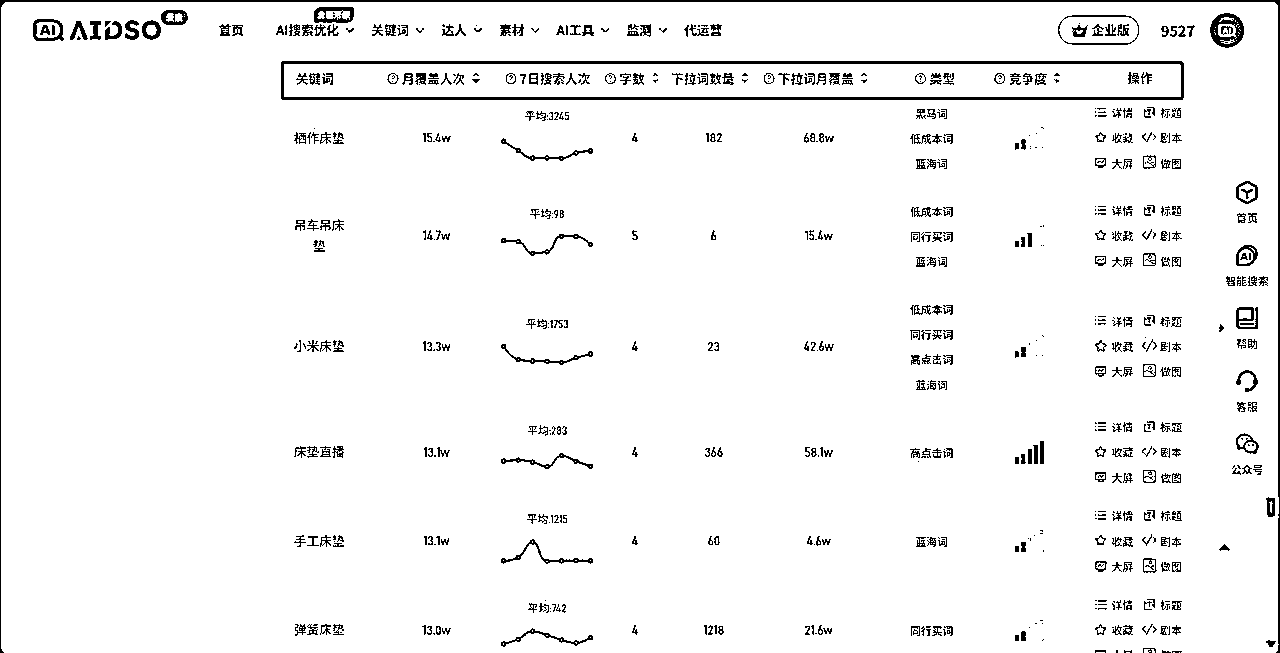 AI AIDSO
首页 AI搜索优化 关键词 达人 素材 AI工具 监测 代运营 企业版 9527 AI
关键词 月覆盖人次 7日搜索人次 字数 下拉词数量 下拉词月覆盖 类型 竞争度 操作
平均:3245
栖作床垫 15.4w 4 182 68.8w
黑马词
低成本词
蓝海词
详情 标题
收藏 剧本
大屏 做图
平均:98
吊车吊床
垫
14.7w 5 6 15.4w
低成本词
同行买词
蓝海词
详情 标题
收藏 剧本
大屏 做图
平均:1753
小米床垫 13.3w 4 23 42.6w
低成本词
同行买词
高点击词
蓝海词
详情 标题
收藏 剧本
大屏 做图
平均:283
床垫直播 13.1w 4 366 58.1w
高点击词
详情 标题
收藏 剧本
大屏 做图
平均:1215
手工床垫 13.1w 4 60 4.6w
蓝海词
详情 标题
收藏 剧本
大屏 做图
平均:742
弹簧床垫 13.0w 4 1218 21.6w
同行买词
详情 标题
收藏 剧本
首页
AI
智能搜索
帮助
客服
公众号